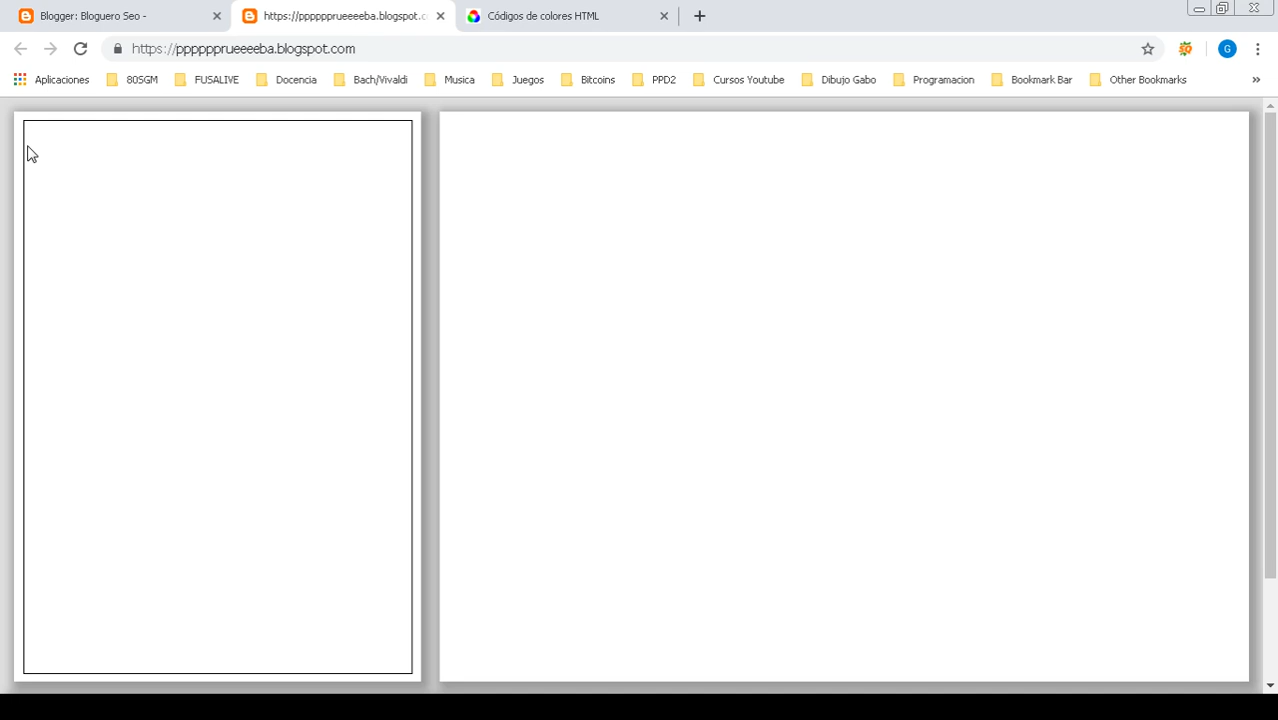 Blogger: Bloguero Seo -
https://pppppprueeeeba.blogspot.c
Códigos de colores HTML
https://pppppprueeeeba.blogspot.com
G
Aplicaciones
80SGM
FUSALIVE
Docencia
Bach/Vivaldi
Musica
Juegos
Bitcoins
PPD2
Cursos Youtube
Dibujo Gabo
Programacion
Bookmark Bar
Other Bookmarks